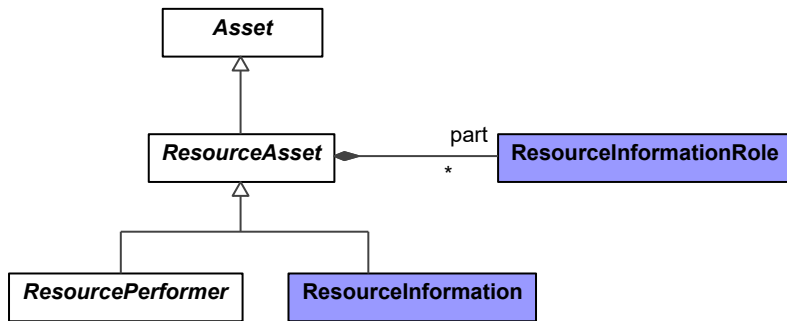 Asset
part
ResourceAsset
ResourceInformationRole
*
ResourcePerformer
ResourceInformation